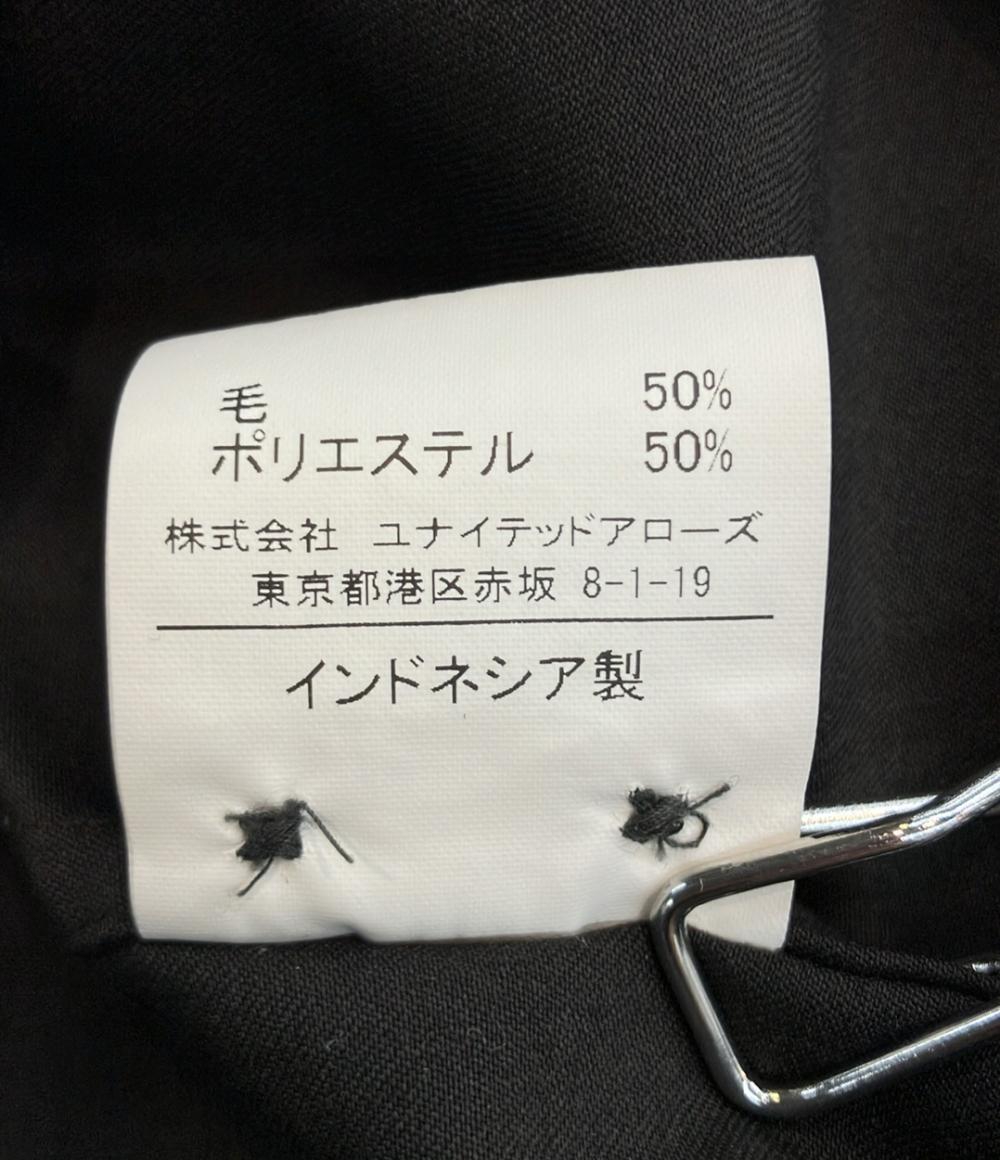 毛 50%
ポリエステル 50%
株式会社 ユナイテッドアローズ
東京都港区赤坂 8-1-19
インドネシア製